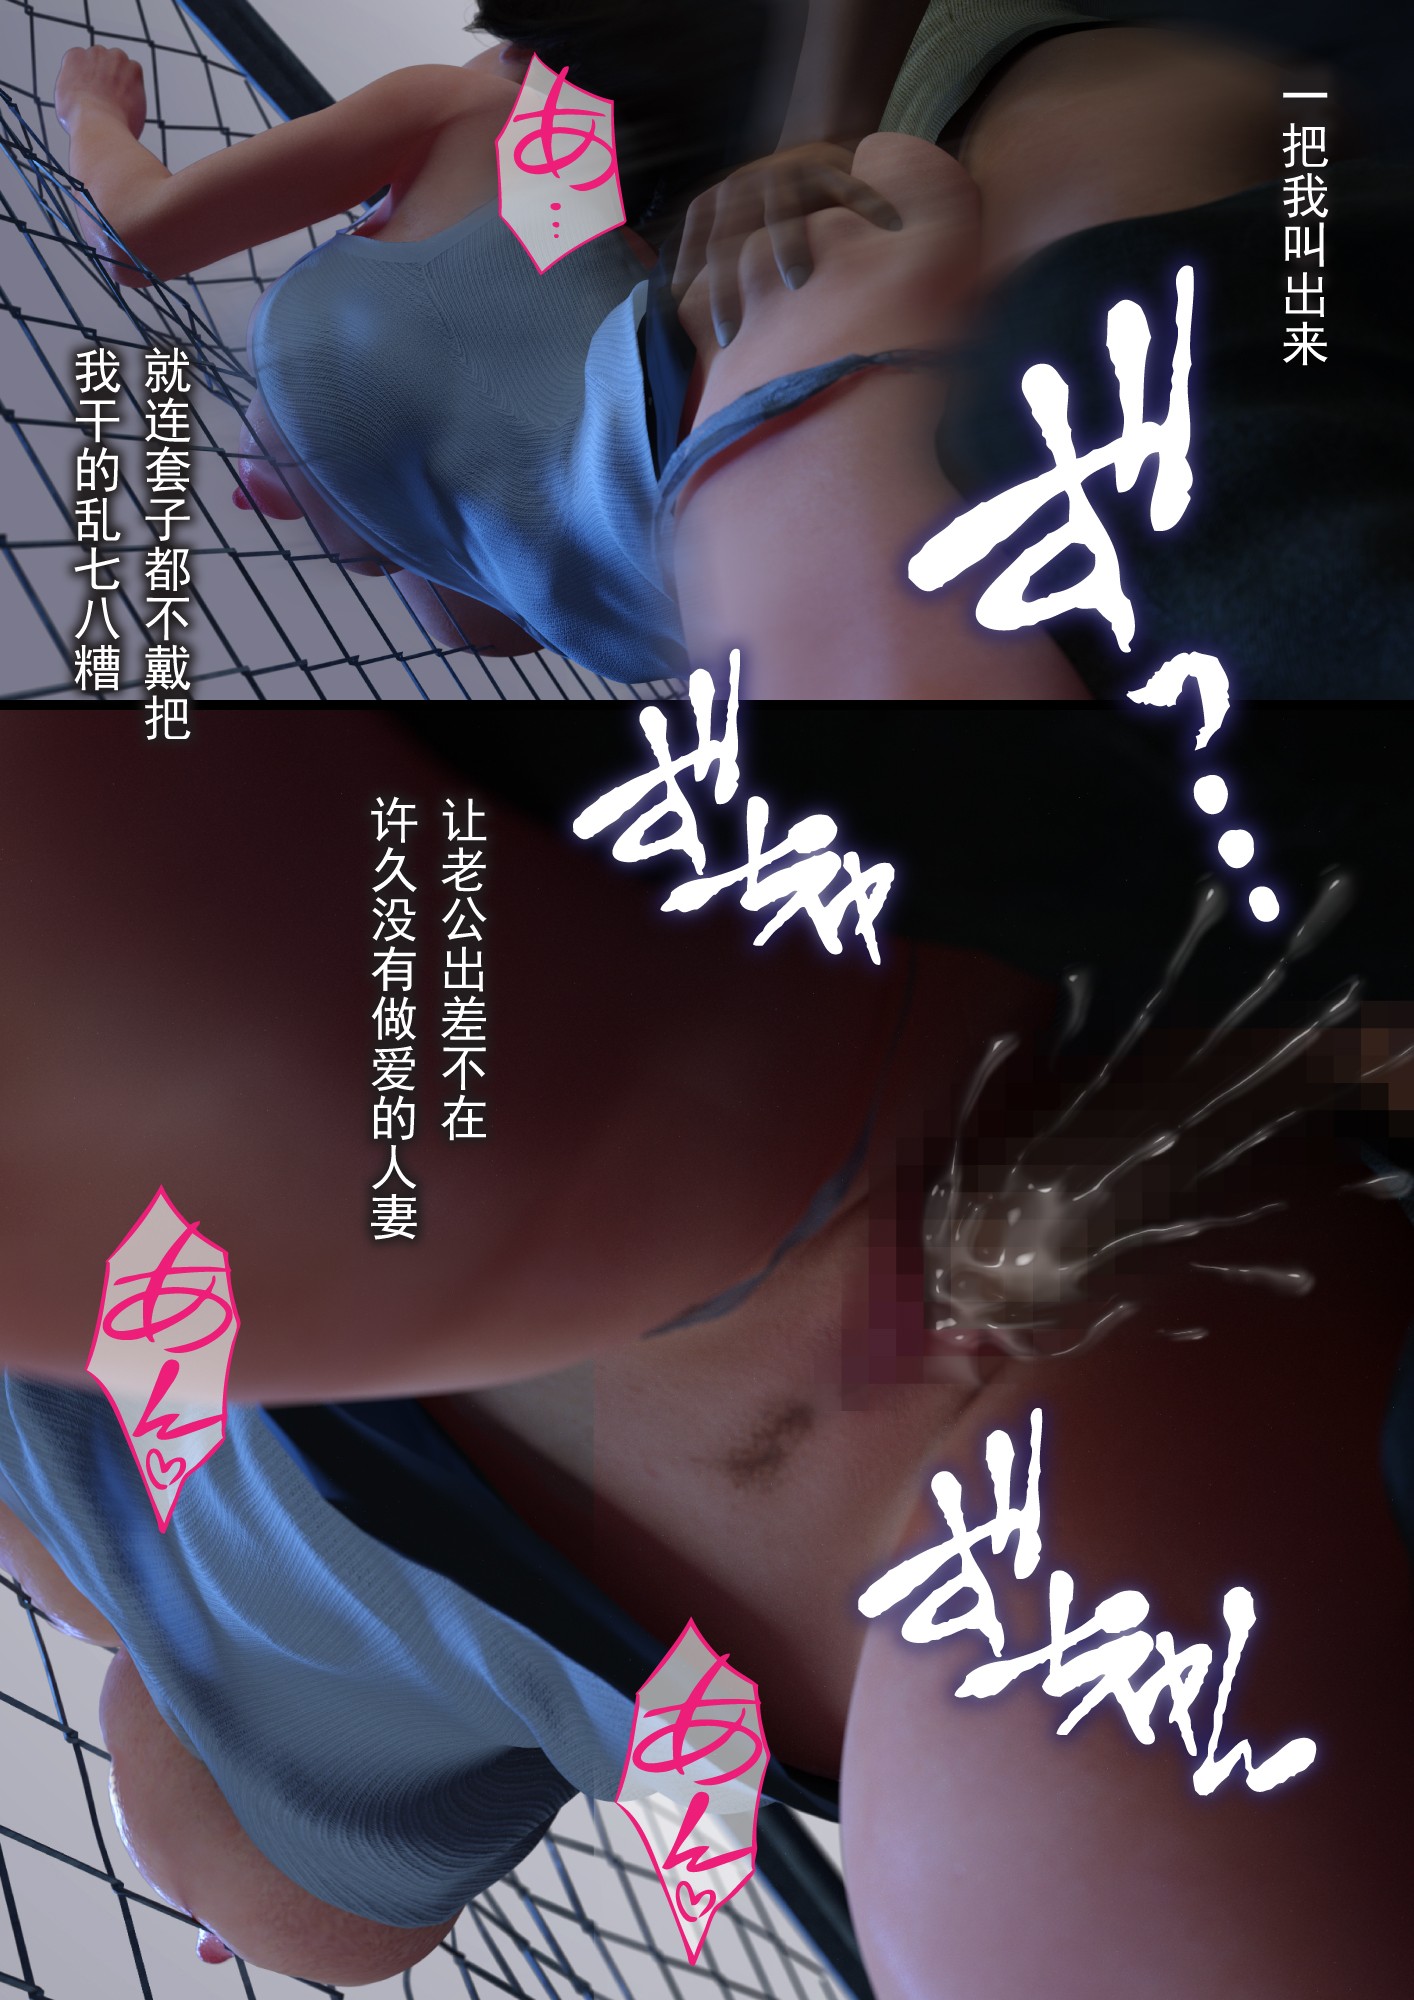 一把我叫出来
あ…
ずっ…
就连套子都不戴把
我干的乱七八糟
ずちゃ
让老公出差不在
许久没有做爱的人妻
あん♡
ずちゃん
あん♡